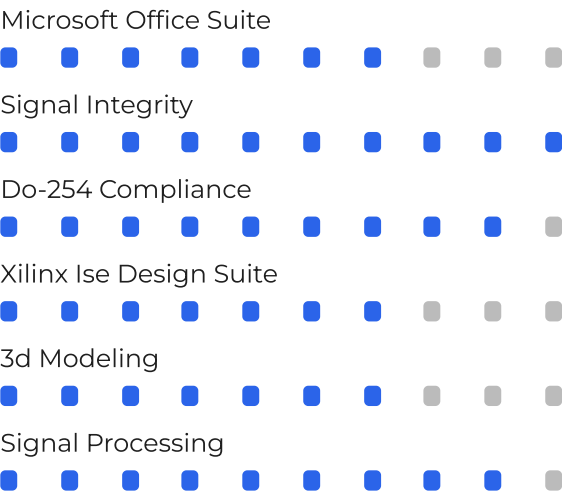 Microsoft Office Suite
Signal Integrity
Do-254 Compliance
Xilinx Ise Design Suite
3d Modeling
Signal Processing